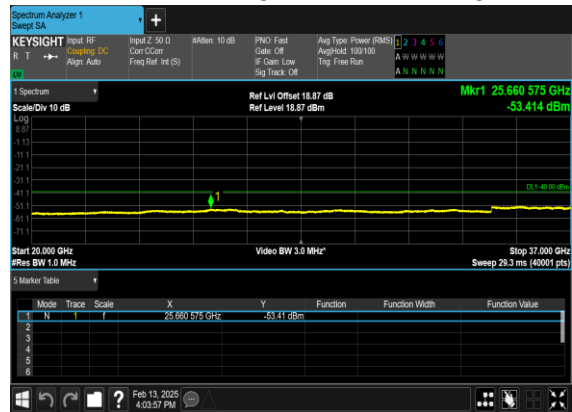 Spectrum Analyzer 1
Swept SA
+
KEYSIGHT Input: RF Input Z: 50 Ω #Atten: 10 dB PNO: Fast Avg Type: Power (RMS) 1 2 3 4 5 6
R T Coupling: DC Corr CCorr Gate: Off Avg|Hold: 100/100 A W W W W W
Align: Auto Freq Ref: Int (S) IF Gain: Low Trig: Free Run
LW Sig Track: Off A N N N N N
1 Spectrum Ref Lvl Offset 18.87 dB Mkr1 25.660 575 GHz
Scale/Div 10 dB Ref Level 18.87 dBm -53.414 dBm
Log
8.87
-1.13
-11.1
-21.1
-31.1
DL1 -40.00 dBm
-41.1
1
-51.1
-61.1
-71.1
Start 20.000 GHz Video BW 3.0 MHz* Stop 37.000 GHz
#Res BW 1.0 MHz Sweep 29.3 ms (40001 pts)
5 Marker Table
Mode Trace Scale X Y Function Function Width Function Value
1 N 1 f 25.660 575 GHz -53.41 dBm
2
3
4
5
6
? Feb 13, 2025
4:03:57 PM